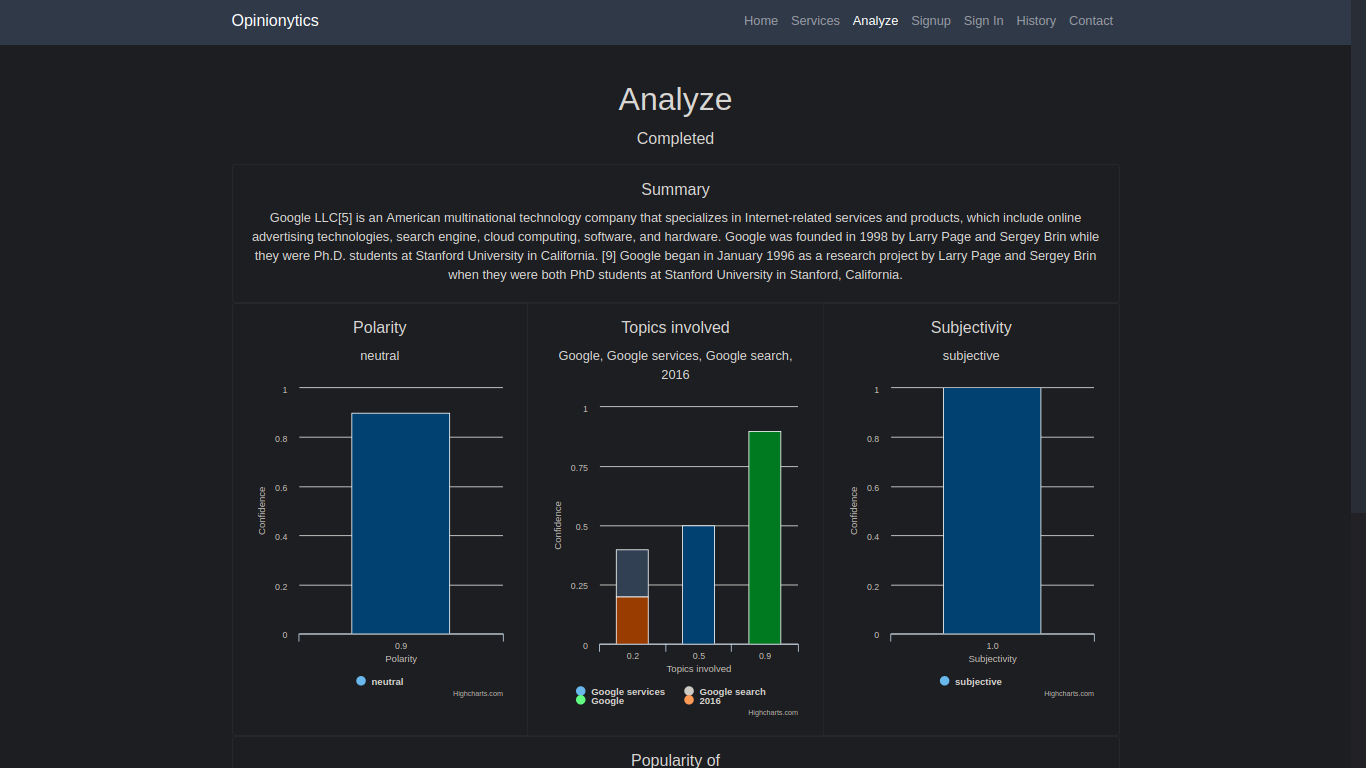 Opinionytics
Home Services Analyze Signup Sign In History Contact
Analyze
Completed
Summary
Google LLC[5] is an American multinational technology company that specializes in Internet-related services and products, which include online
advertising technologies, search engine, cloud computing, software, and hardware. Google was founded in 1998 by Larry Page and Sergey Brin while
they were Ph.D. students at Stanford University in California. [9] Google began in January 1996 as a research project by Larry Page and Sergey Brin
when they were both PhD students at Stanford University in Stanford, California.
Polarity
neutral
1
0.8
0.6
0.4
0.2
0
Confidence
0.9
Polarity
neutral
Highcharts.com
Topics involved
Google, Google services, Google search,
2016
1
0.75
0.5
0.25
0
Confidence
0.2 0.5 0.9
Topics involved
Google services Google search
Google 2016
Highcharts.com
Subjectivity
subjective
1
0.8
0.6
0.4
0.2
0
Confidence
1.0
Subjectivity
subjective
Highcharts.com
Popularity of